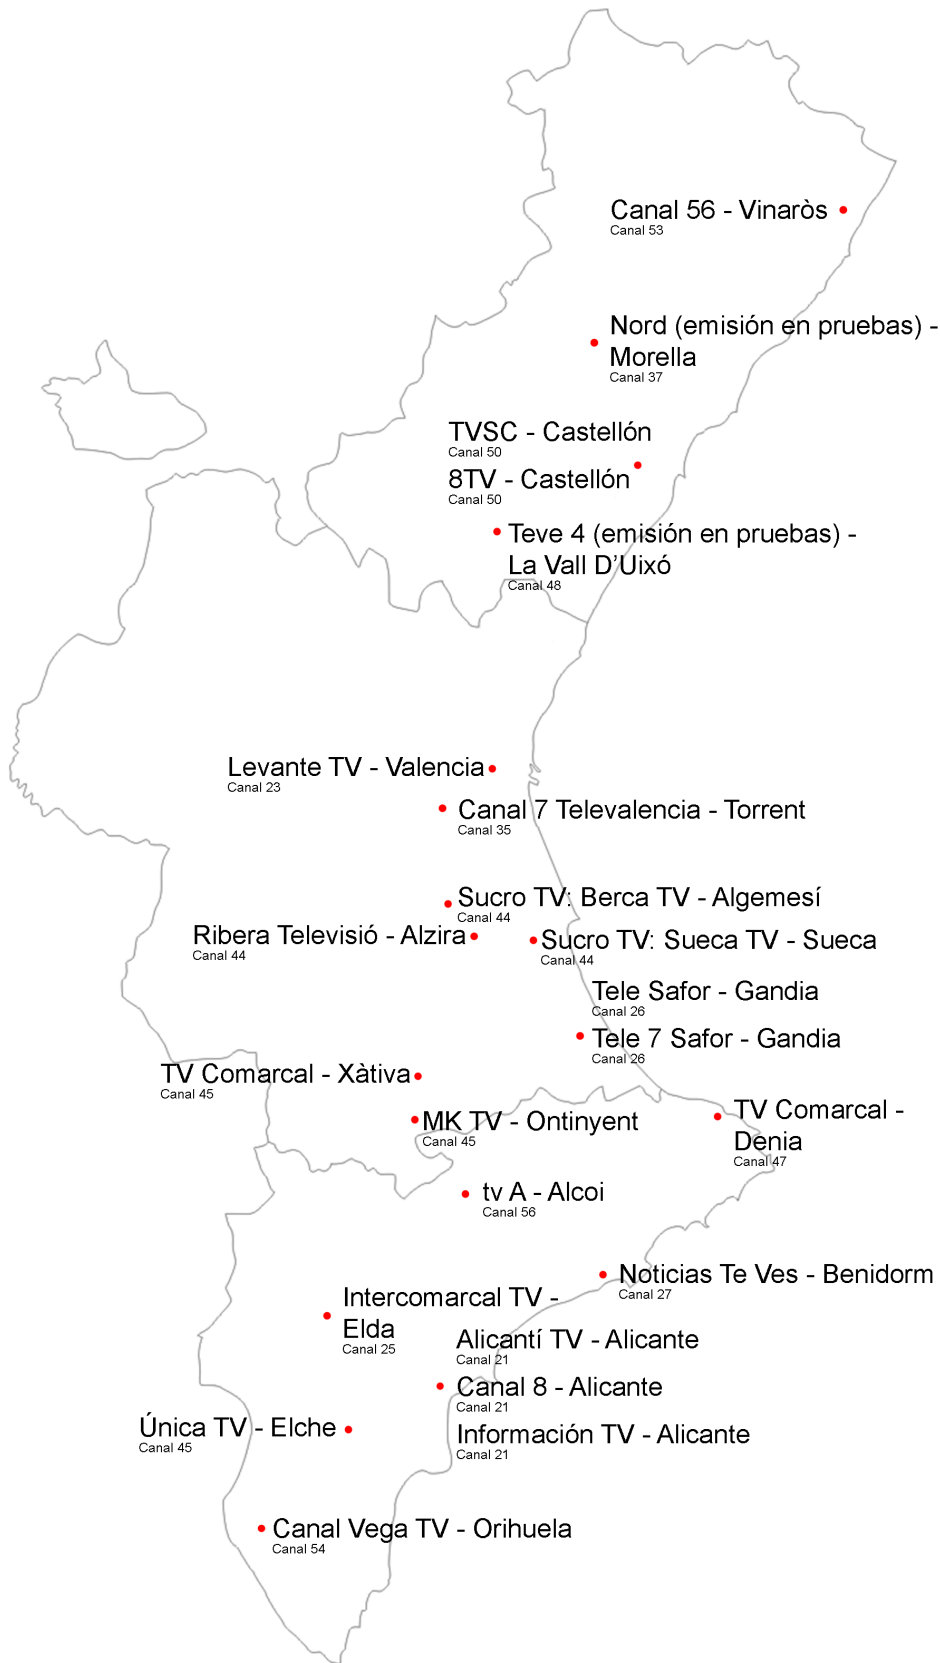 Canal 56 - Vinaròs
Canal 53
Nord (emisión en pruebas) -
Morella
Canal 37
TVSC - Castellón
Canal 50
8TV - Castellón
Canal 50
Teve 4 (emisión en pruebas) -
La Vall D'Uixó
Canal 48
Levante TV - Valencia
Canal 23
Canal 7 Televalencia - Torrent
Canal 35
Sucro TV: Berca TV - Algemesí
Canal 44
Ribera Televisió - Alzira
Canal 44
Sucro TV: Sueca TV - Sueca
Canal 44
Tele Safor - Gandia
Canal 26
Tele 7 Safor - Gandia
Canal 26
TV Comarcal - Xàtiva
Canal 45
MK TV - Ontinyent
Canal 45
TV Comarcal -
Denia
Canal 47
tv A - Alcoi
Canal 56
Noticias Te Ves - Benidorm
Canal 27
Intercomarcal TV -
Elda
Canal 25
Alicantí TV - Alicante
Canal 21
Canal 8 - Alicante
Canal 21
Única TV - Elche
Canal 45
Información TV - Alicante
Canal 21
Canal Vega TV - Orihuela
Canal 54